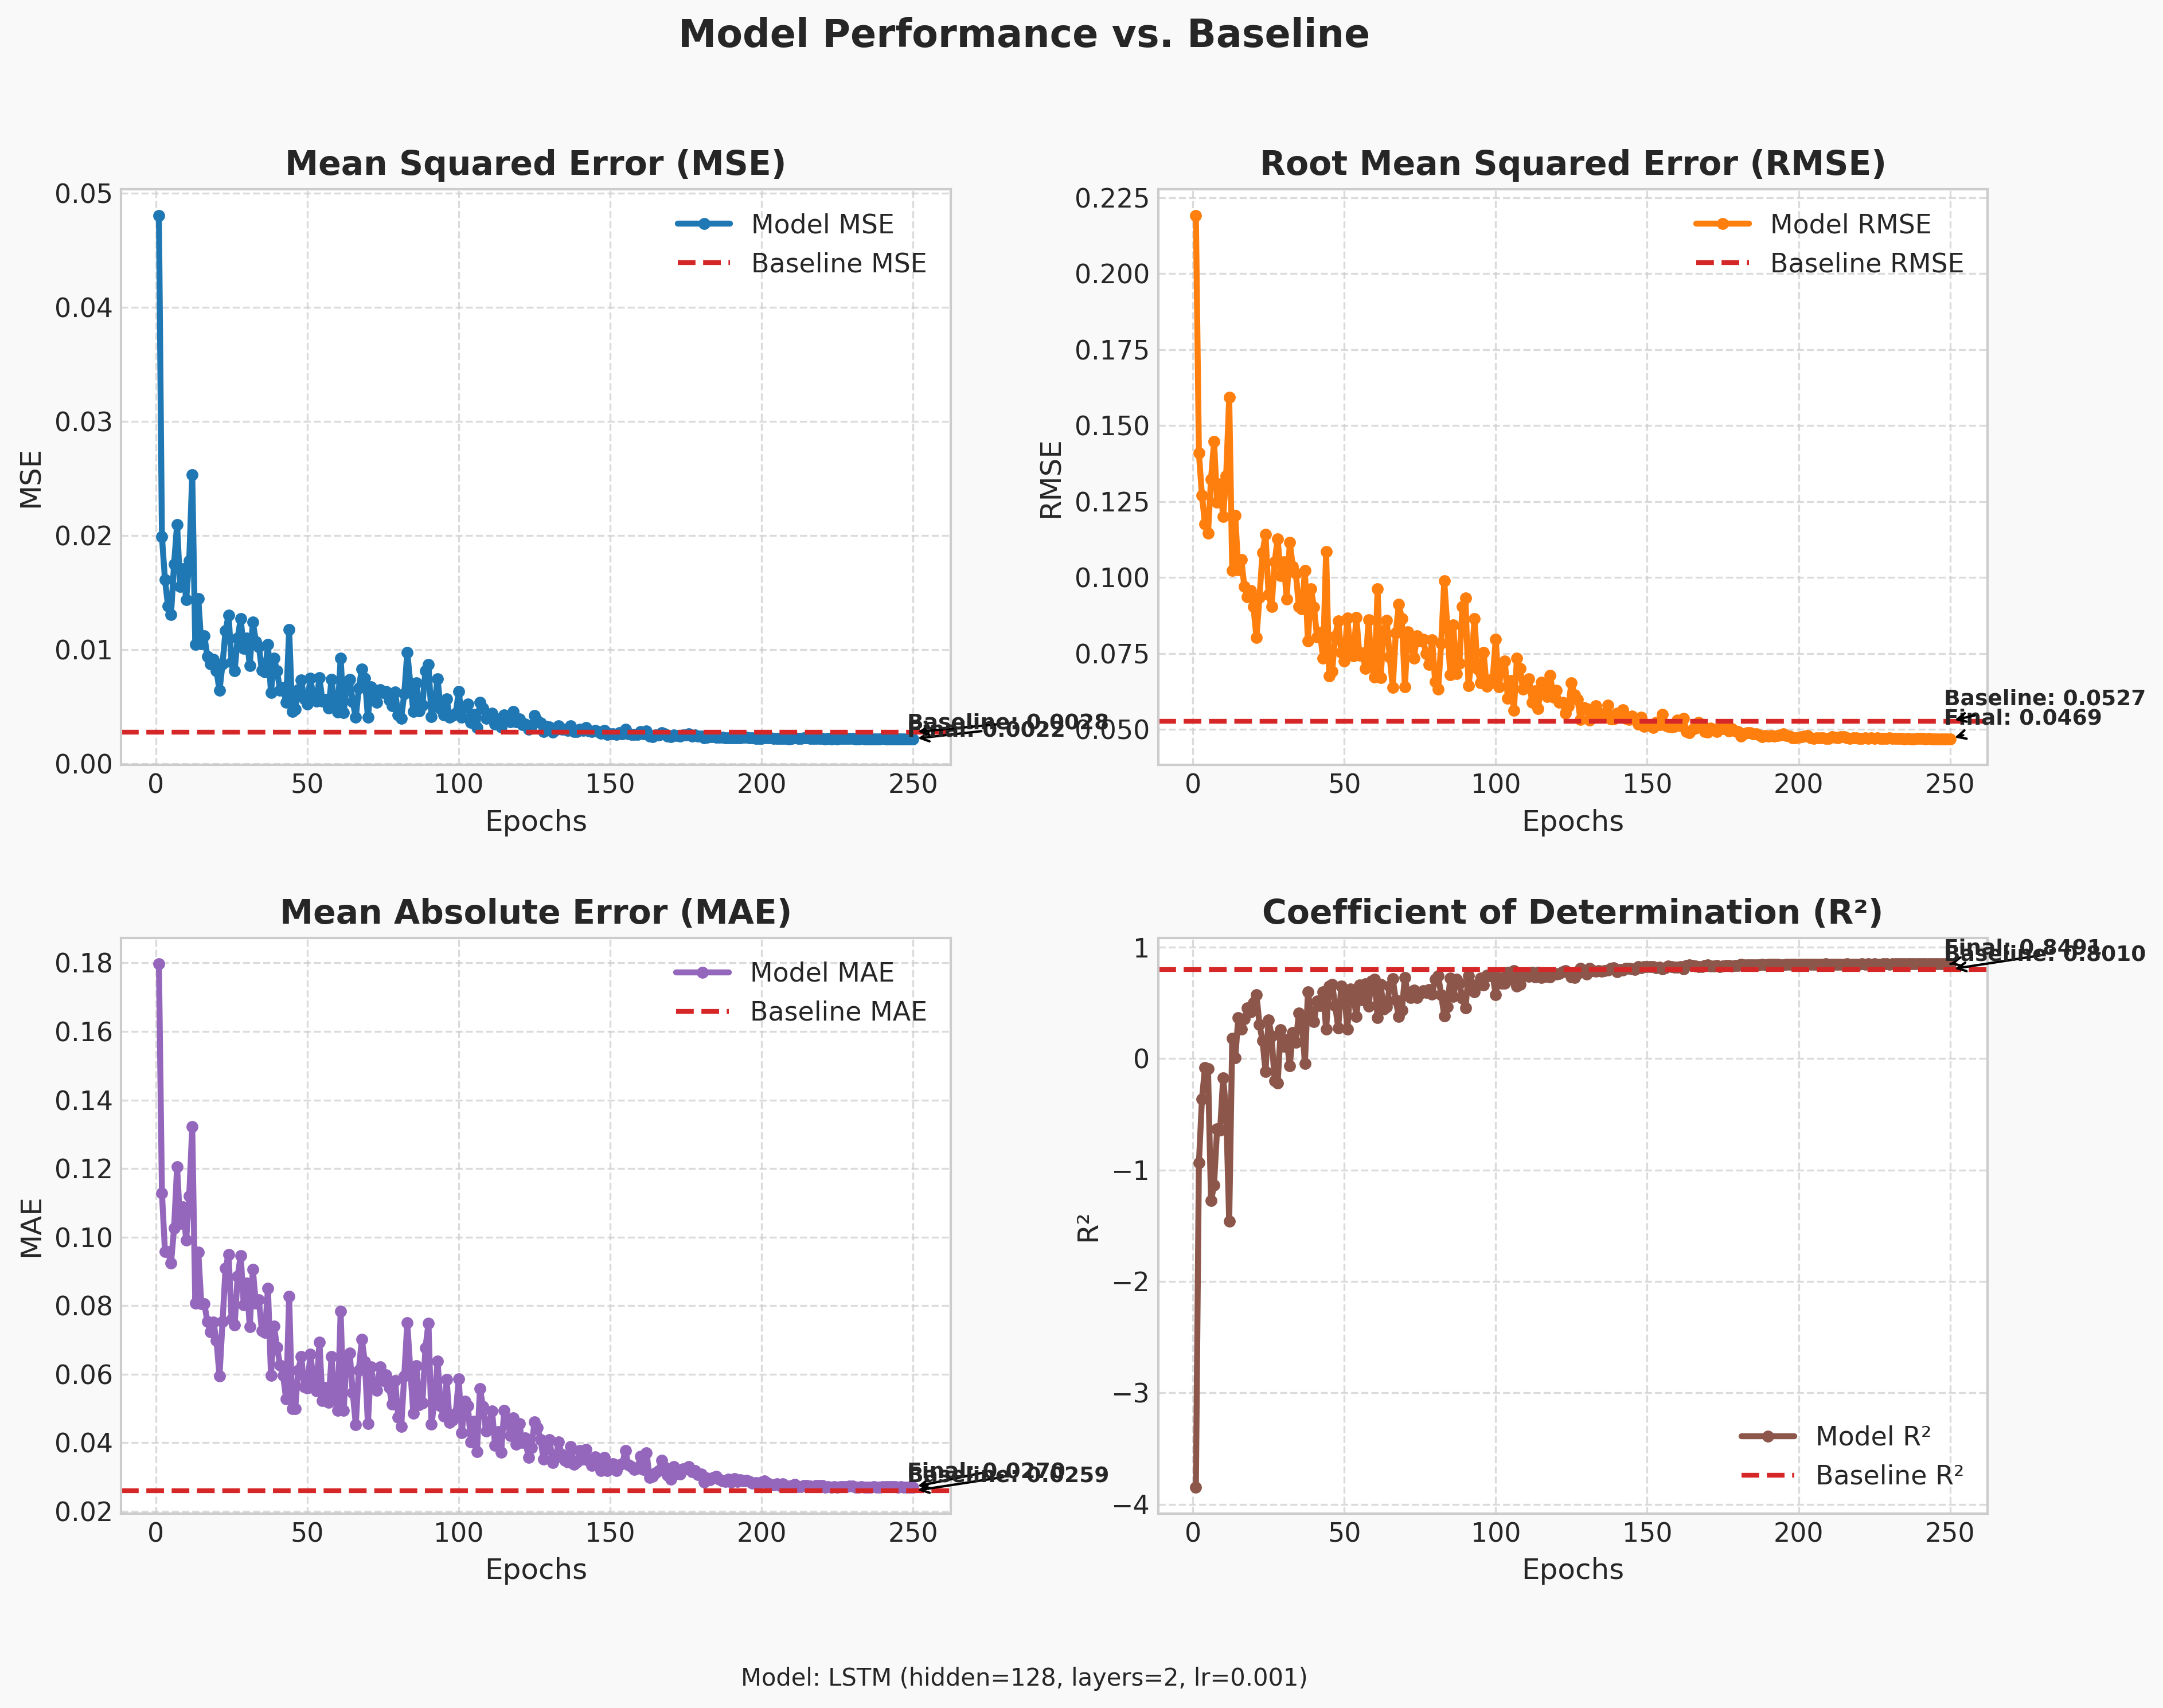 Model Performance vs. Baseline
Mean Squared Error (MSE)
MSE
0.05
0.04
0.03
0.02
0.01
0.00
Model MSE
Baseline MSE
Baseline: 0.0028
Final: 0.0022
0 50 100 150 200 250
Epochs
Root Mean Squared Error (RMSE)
RMSE
0.225
0.200
0.175
0.150
0.125
0.100
0.075
0.050
Model RMSE
Baseline RMSE
Baseline: 0.0527
Final: 0.0469
0 50 100 150 200 250
Epochs
Mean Absolute Error (MAE)
MAE
0.18
0.16
0.14
0.12
0.10
0.08
0.06
0.04
0.02
Model MAE
Baseline MAE
Final: 0.0270
Baseline: 0.0259
0 50 100 150 200 250
Epochs
Coefficient of Determination (R²)
R²
1
0
−1
−2
−3
−4
Final: 0.8491
Baseline: 0.8010
Model R²
Baseline R²
0 50 100 150 200 250
Epochs
Model: LSTM (hidden=128, layers=2, lr=0.001)